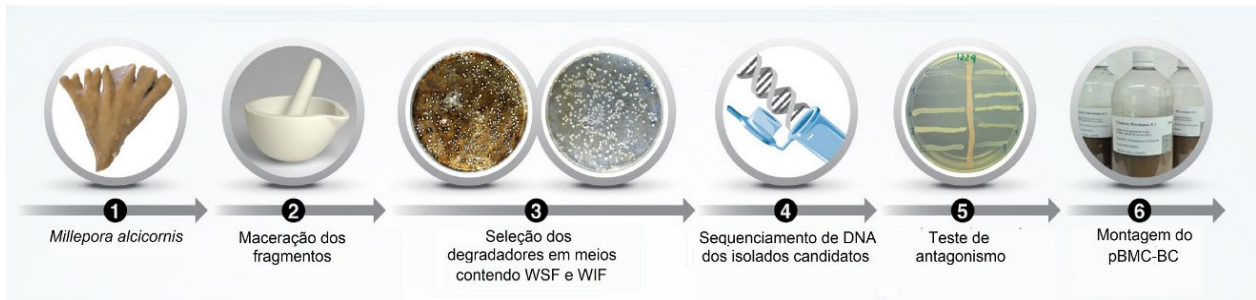 1229
1
2
3
4
5
6
Millepora alcicornis
Maceração dos
fragmentos
Seleção dos
degradadores em meios
contendo WSF e WIF
Sequenciamento de DNA
dos isolados candidatos
Teste de
antagonismo
Montagem do
pBMC-BC